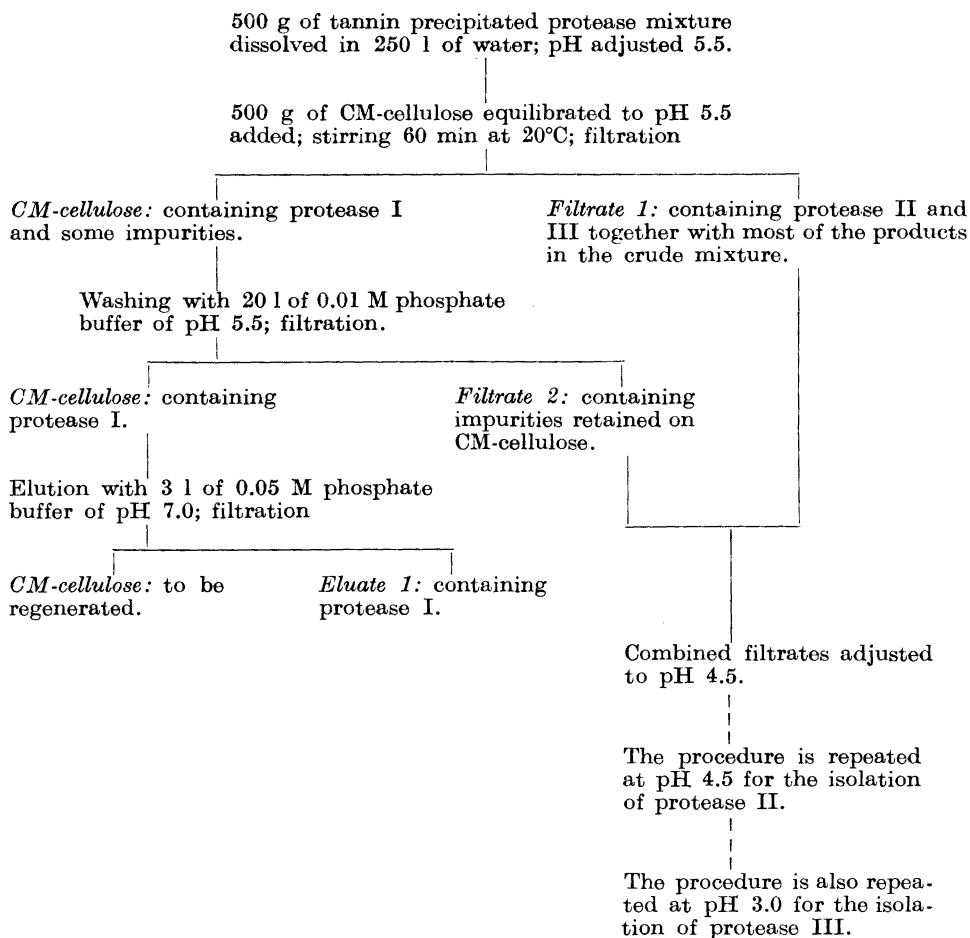 500 g of tannin precipitated protease mixture
dissolved in 250 l of water; pH adjusted 5.5.
500 g of CM-cellulose equilibrated to pH 5.5
added; stirring 60 min at 20°C; filtration
CM-cellulose: containing protease I
and some impurities.
Filtrate 1: containing protease II and
III together with most of the products
in the crude mixture.
Washing with 20 l of 0.01 M phosphate
buffer of pH 5.5; filtration.
CM-cellulose: containing
protease I.
Filtrate 2: containing
impurities retained on
CM-cellulose.
Elution with 3 l of 0.05 M phosphate
buffer of pH 7.0; filtration
CM-cellulose: to be
regenerated.
Eluate 1: containing
protease I.
Combined filtrates adjusted
to pH 4.5.
The procedure is repeated
at pH 4.5 for the isolation
of protease II.
The procedure is also repea-
ted at pH 3.0 for the isola-
tion of protease III.